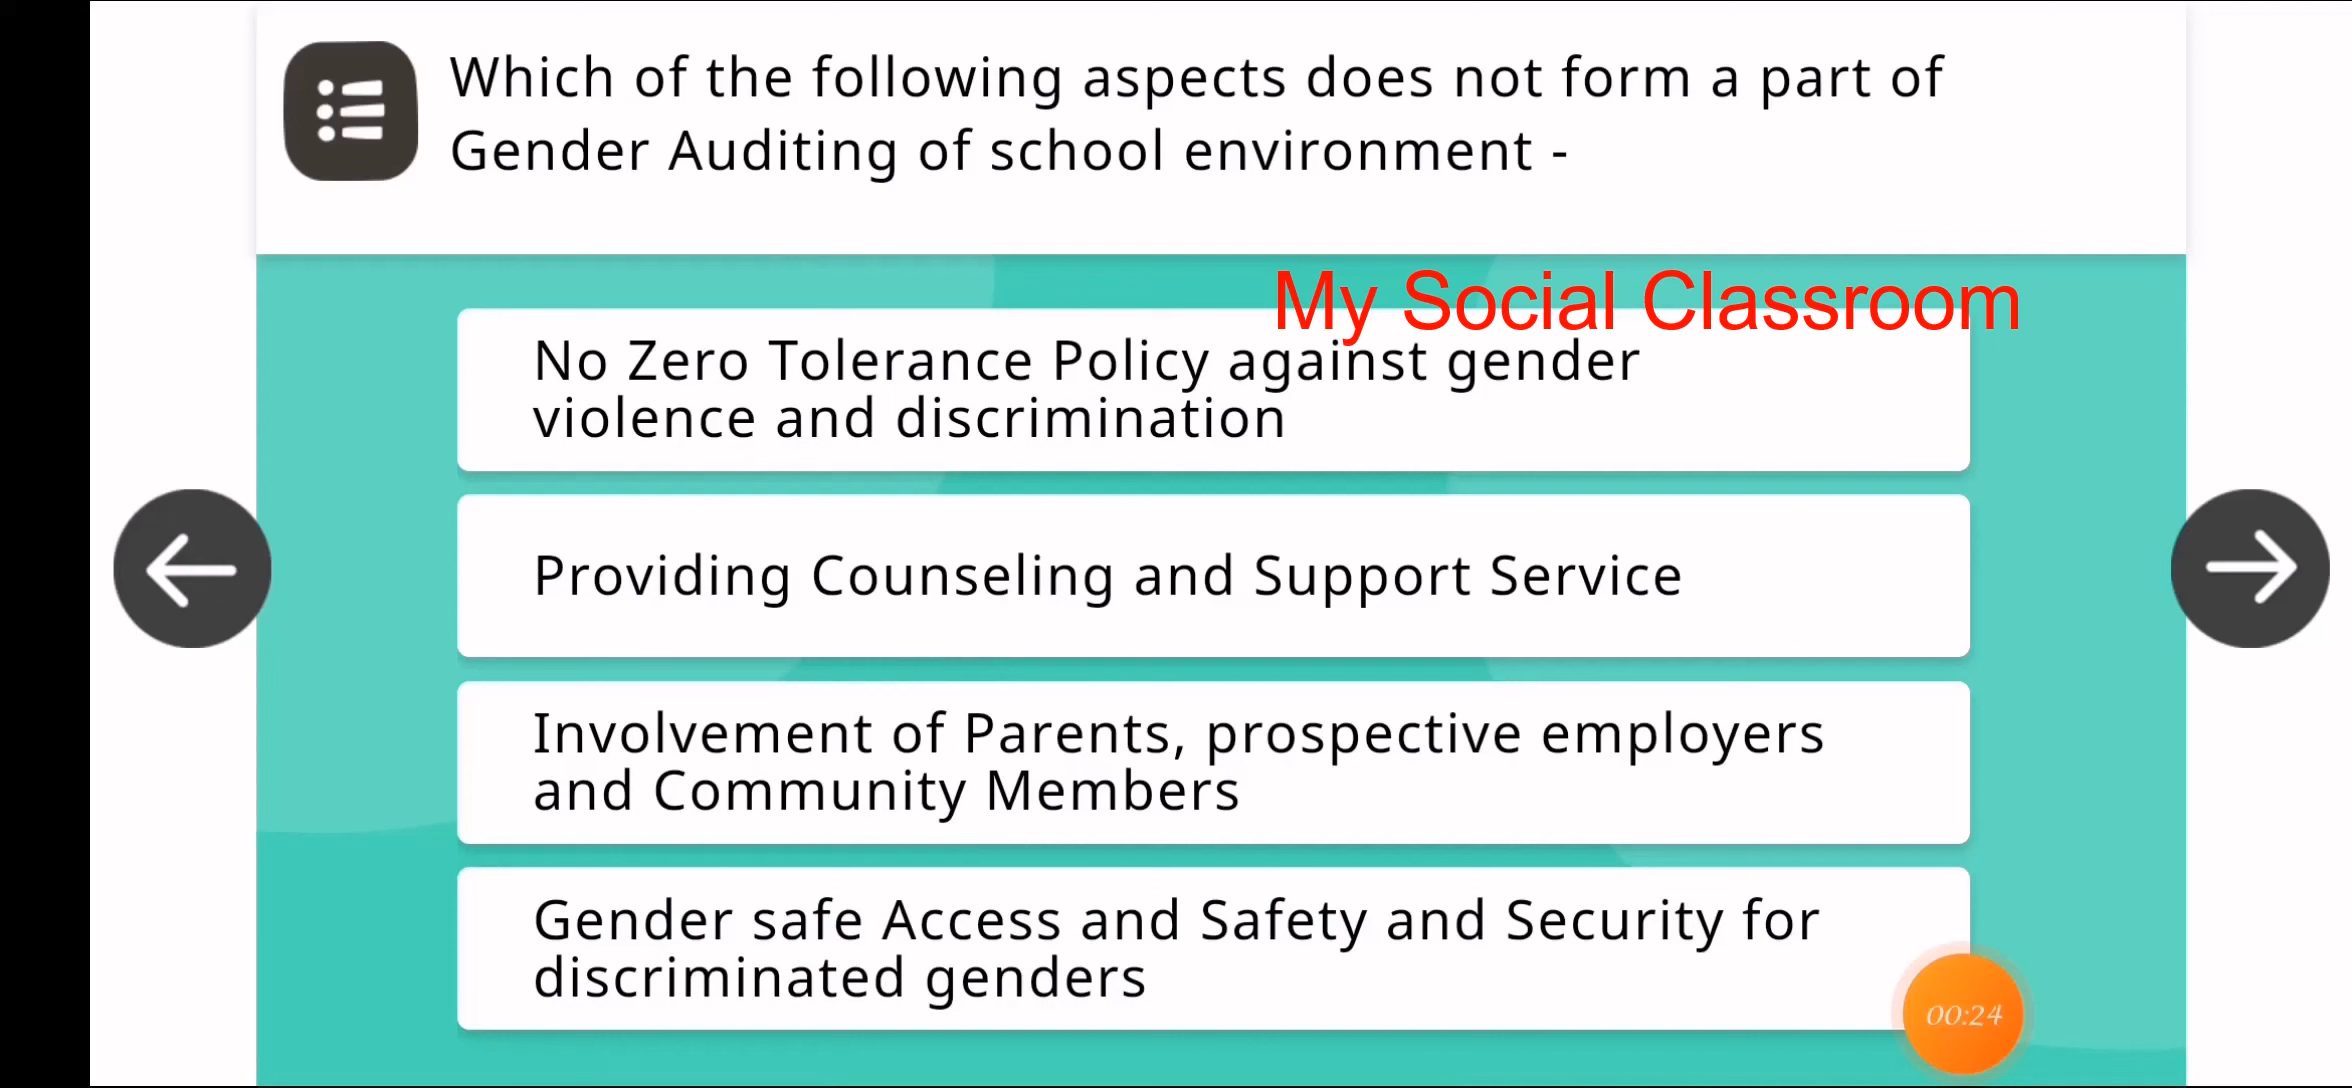 Which of the following aspects does not form a part of
Gender Auditing of school environment -
My Social Classroom
No Zero Tolerance Policy against gender
violence and discrimination
Providing Counseling and Support Service
Involvement of Parents, prospective employers
and Community Members
Gender safe Access and Safety and Security for
discriminated genders
00:24